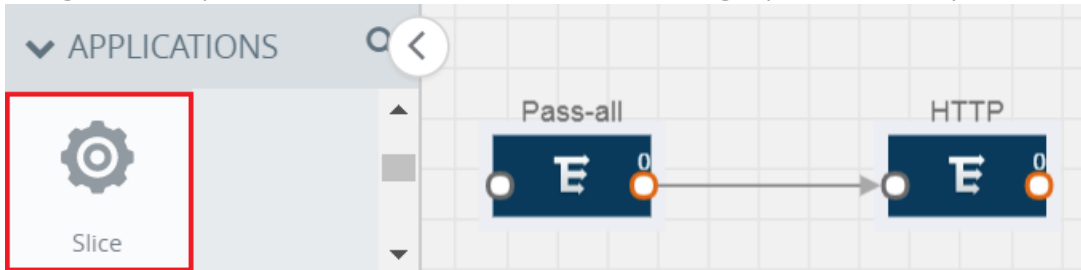 APPLICATIONS
Slice
Pass-all
0
HTTP
0